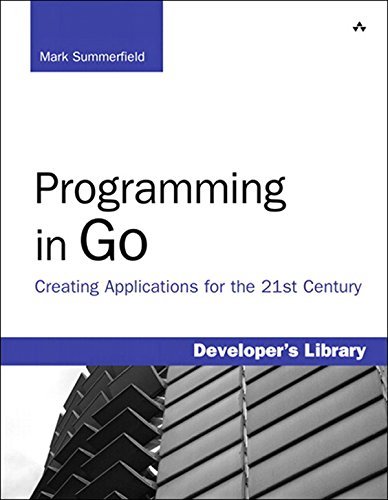 Mark Summerfield
Programming
in Go
Creating Applications for the 21st Century
Developer's Library